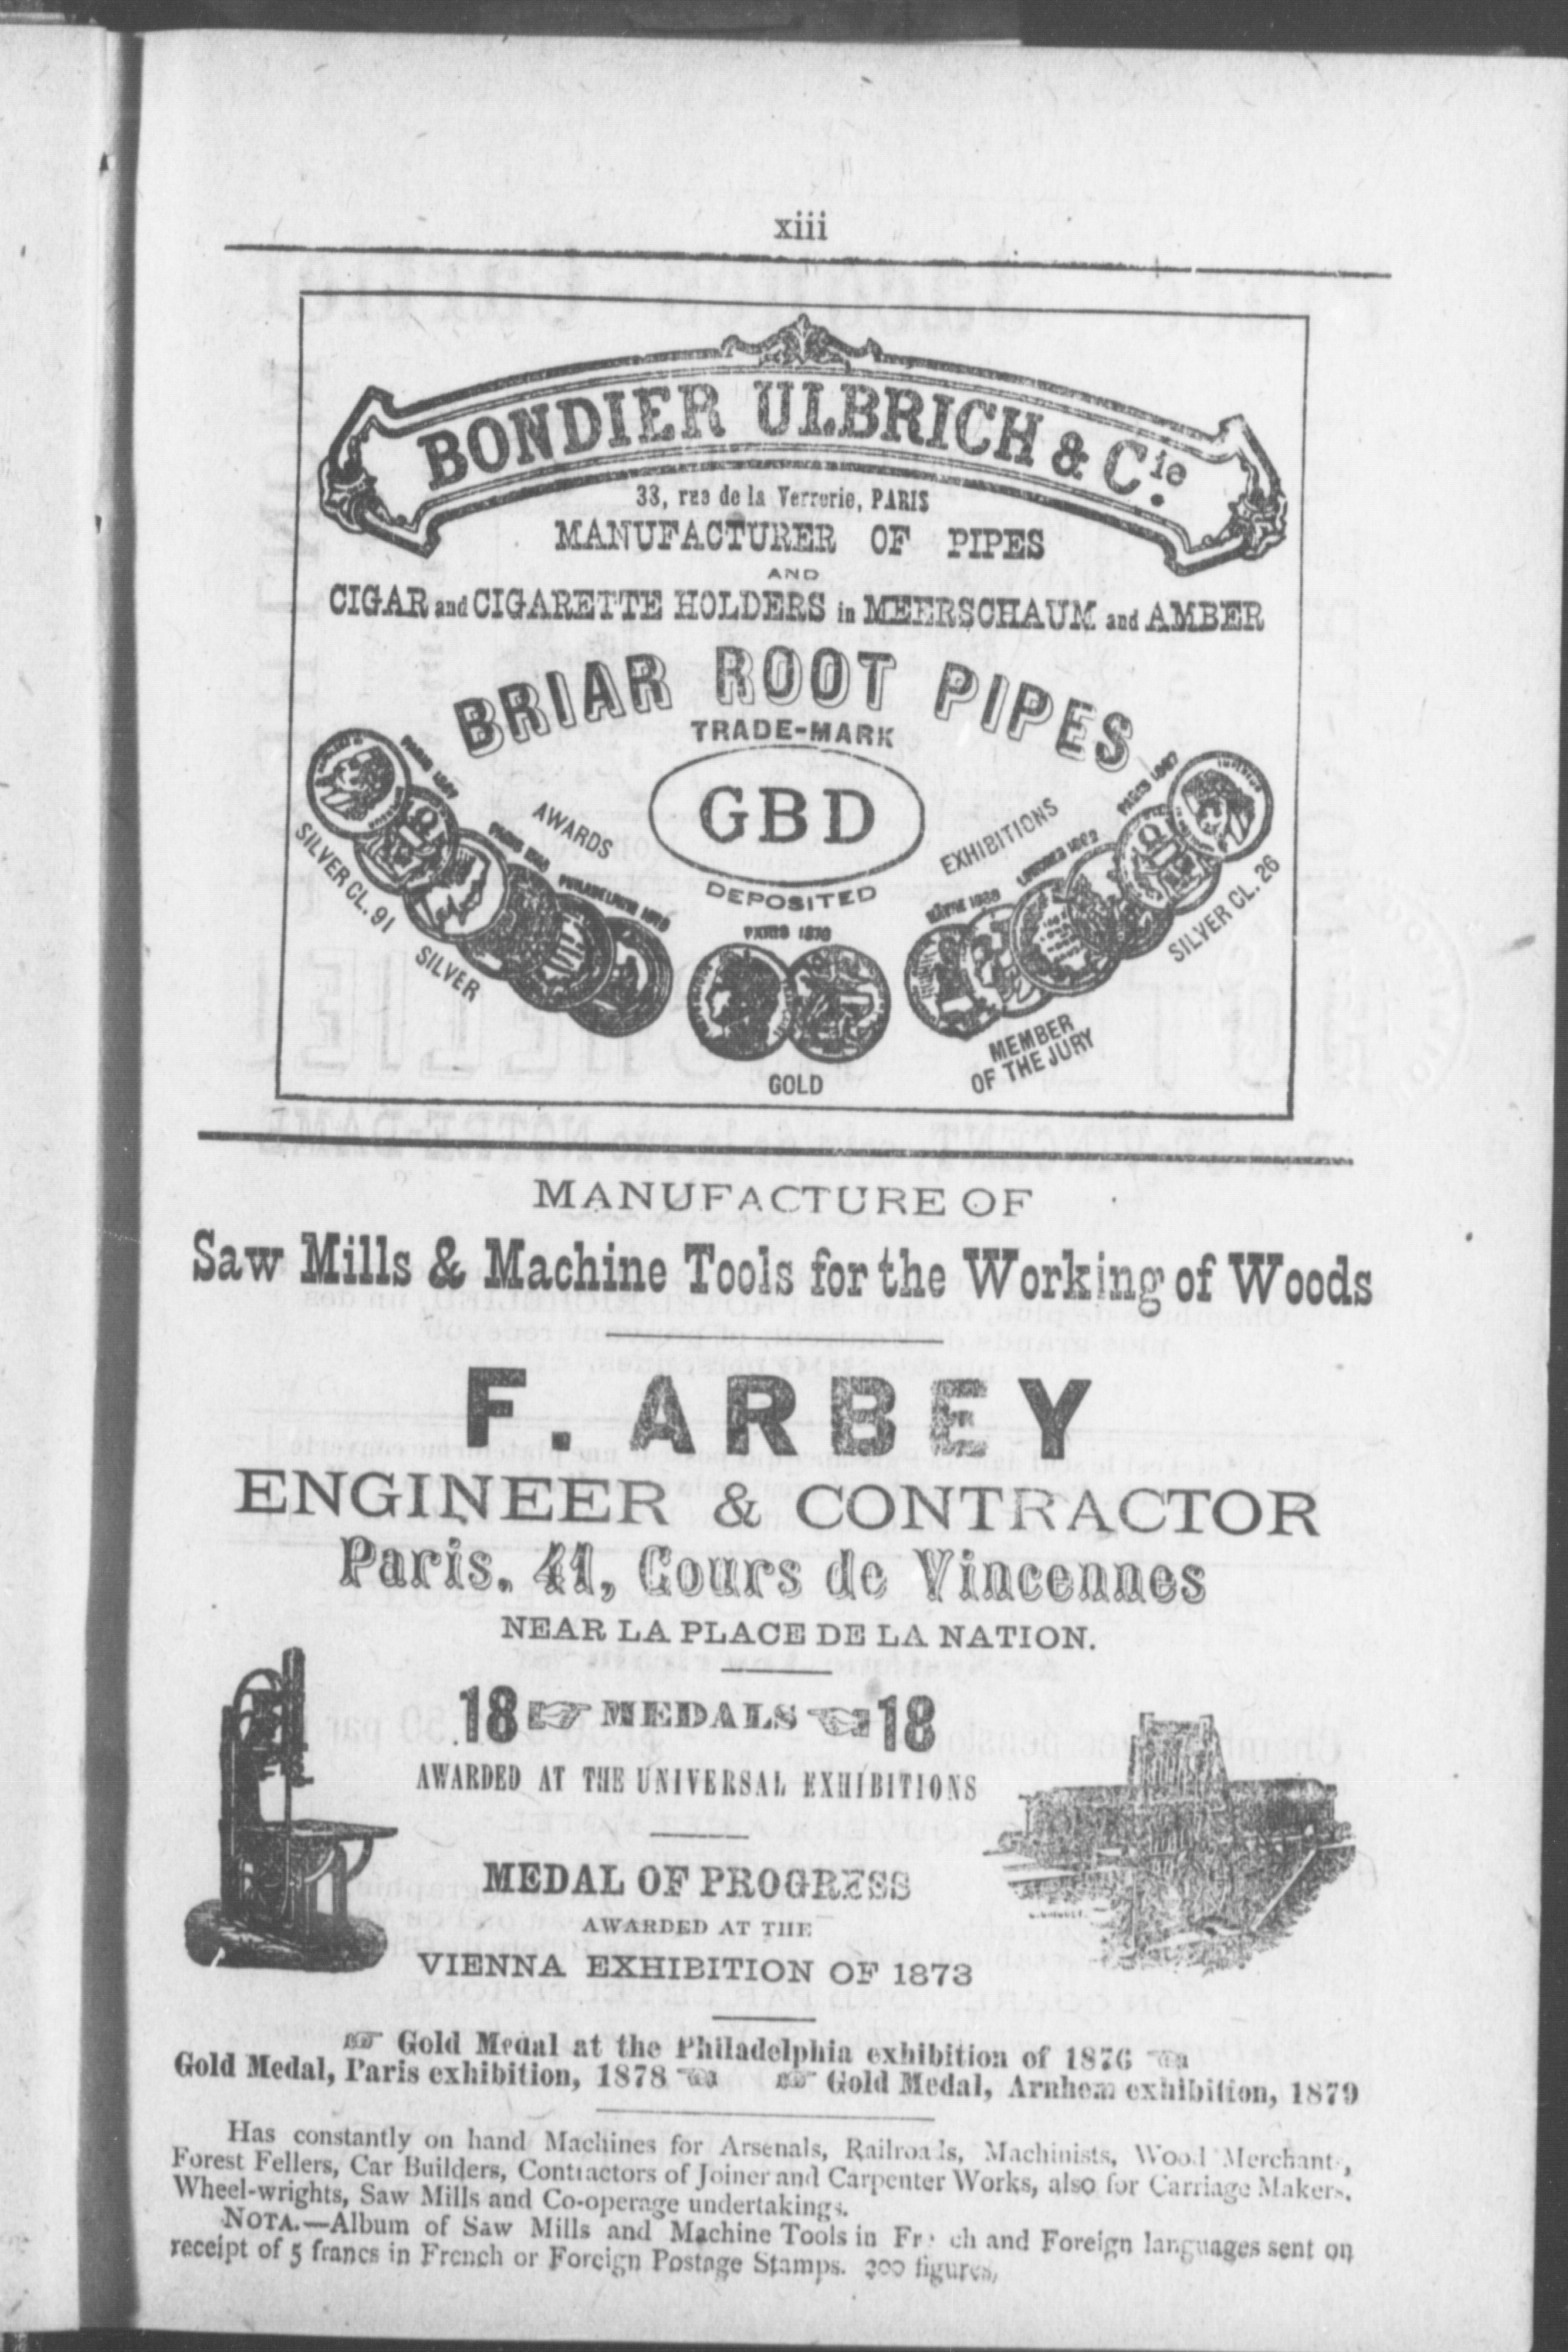 xiii
BONDIER ULBRICH & Cie
33, rue de la Verrerie, PARIS
MANUFACTURER OF PIPES
AND
CIGAR and CIGARETTE HOLDERS in MEERSCHAUM and AMBER
BRIAR ROOT PIPES
TRADE-MARK
GBD
DEPOSITED
AWARDS
EXHIBITIONS
SILVER CL. 91
SILVER
PHILADELPHIA 1876
PARIS
GOLD
HAVRE
LONDRES 1862
PARIS 1867
MEMBER
OF THE JURY
SILVER CL. 26
MANUFACTURE OF
Saw Mills & Machine Tools for the Working of Woods
F. ARBEY
ENGINEER & CONTRACTOR
Paris. 41, Cours de Vincennes
NEAR LA PLACE DE LA NATION.
18 ☞ MEDALS ☜ 18
AWARDED AT THE UNIVERSAL EXHIBITIONS
MEDAL OF PROGRESS
AWARDED AT THE
VIENNA EXHIBITION OF 1873
☞ Gold Medal at the Philadelphia exhibition of 1876 ☜
Gold Medal, Paris exhibition, 1878 ☜ ☞ Gold Medal, Arnhem exhibition, 1879
Has constantly on hand Machines for Arsenals, Railroads, Machinists, Wood Merchants,
Forest Fellers, Car Builders, Contractors of Joiner and Carpenter Works, also for Carriage Makers,
Wheel-wrights, Saw Mills and Co-operage undertakings.
NOTA.—Album of Saw Mills and Machine Tools in French and Foreign languages sent on
receipt of 5 francs in French or Foreign Postage Stamps. 200 figures,